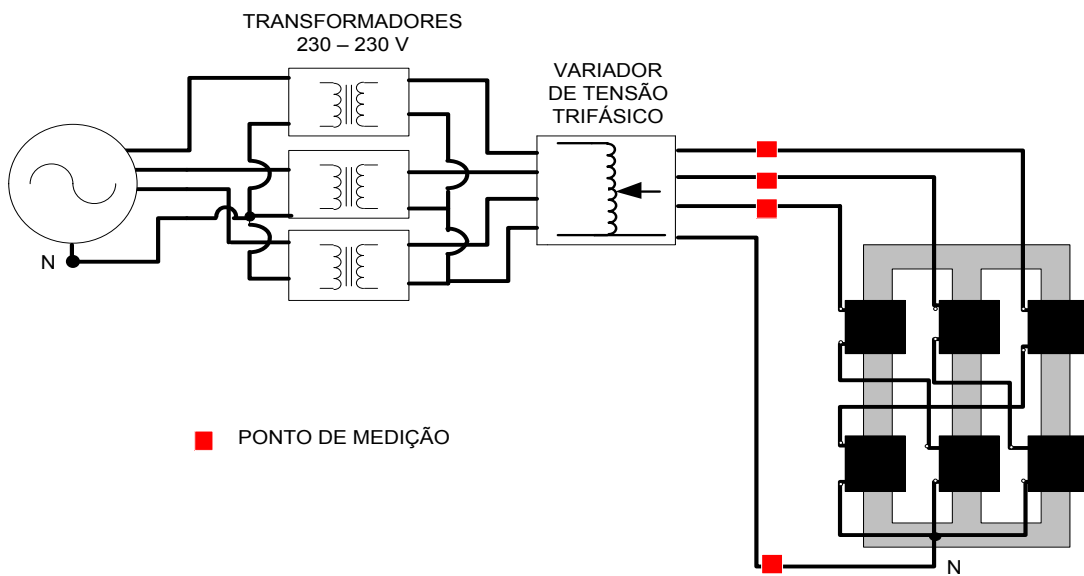 TRANSFORMADORES
230 – 230 V
VARIADOR
DE TENSÃO
TRIFÁSICO
N
PONTO DE MEDIÇÃO
N